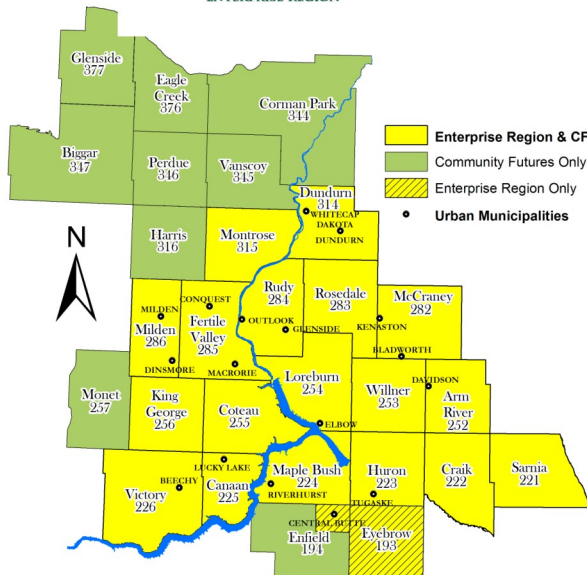 ENTERPRISE REGION
Glenside
377
Eagle
Creek
376
Corman Park
344
Biggar
347
Perdue
346
Vanscoy
345
Enterprise Region & CF
Community Futures Only
Enterprise Region Only
Urban Municipalities
Dundurn
314
WHITECAP
DAKOTA
DUNDURN
Harris
316
Montrose
315
N
Rudy
284
Rosedale
283
McCraney
282
CONQUEST
MILDEN
Milden
286
Fertile
Valley
285
OUTLOOK
GLENSIDE
KENASTON
BLADWORTH
DINSMORE
MACRORIE
Loreburn
254
Willner
253
DAVIDSON
Arm
River
252
Monet
257
King
George
256
Coteau
255
ELBOW
LUCKY LAKE
Maple Bush
224
RIVERHURST
Huron
223
TUGASKE
Craik
222
Sarnia
221
BEECHY
Victory
226
Canaan
225
CENTRAL BUTTE
Enfield
194
Eyebrow
193